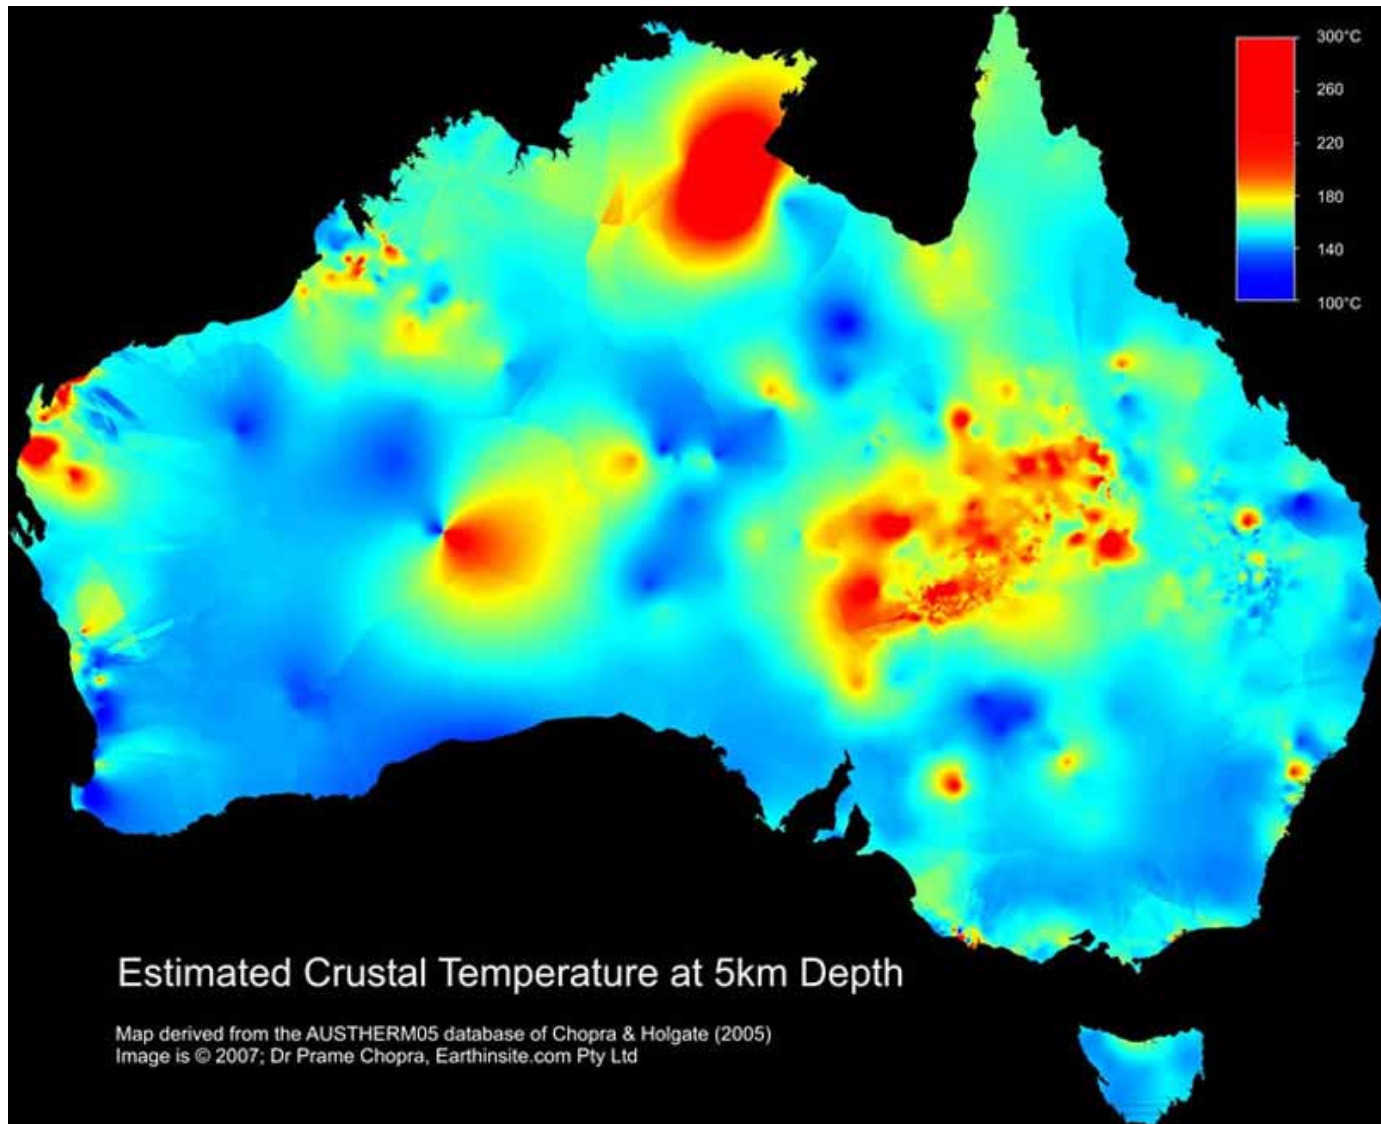 300°C
260
220
180
140
100°C
Estimated Crustal Temperature at 5km Depth
Map derived from the AUSTHERM05 database of Chopra & Holgate (2005)
Image is © 2007; Dr Prame Chopra, Earthinsite.com Pty Ltd